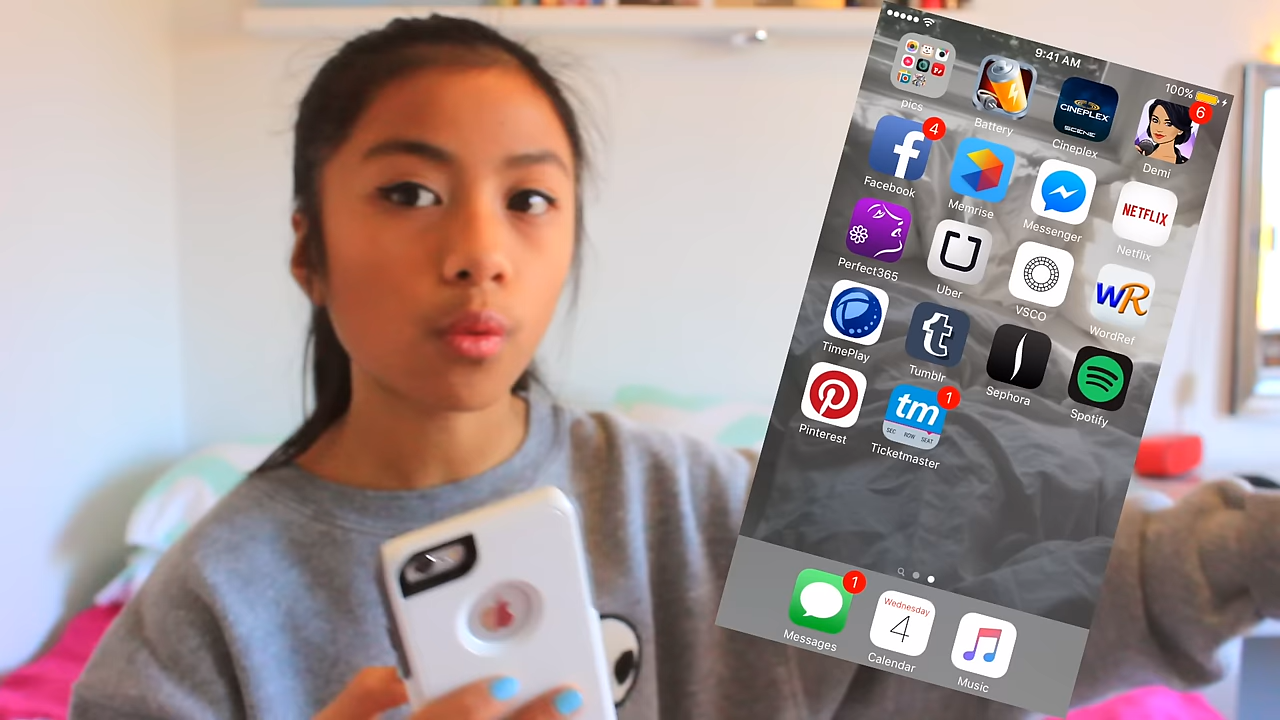 9:41 AM
100%
pics
Battery
CINEPLEX
SCENE
Cineplex
6
Demi
f
4
Facebook
Memrise
Messenger
NETFLIX
Netflix
Perfect365
Uber
VSCO
WR
WordRef
TimePlay
t
Tumblr
Sephora
Spotify
Pinterest
tm
1
SEC ROW SEAT
Ticketmaster
1
Messages
Wednesday
4
Calendar
Music